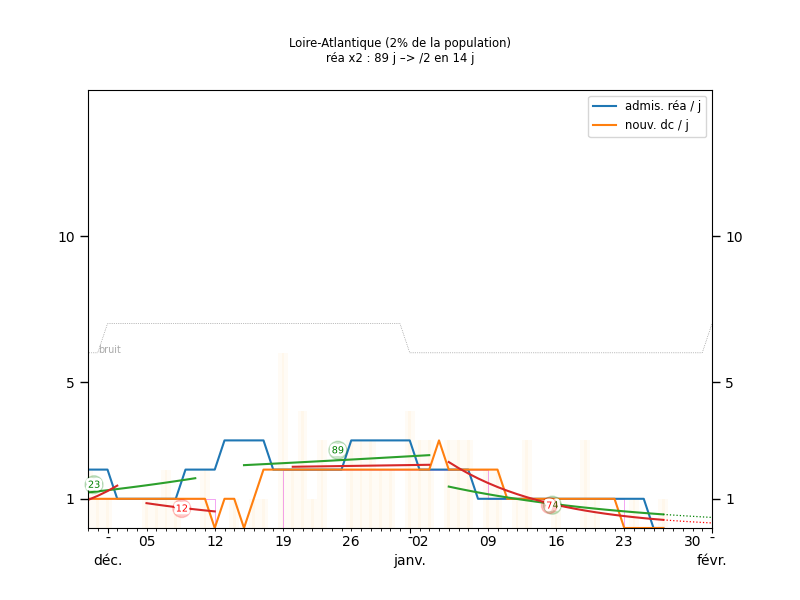 Loire-Atlantique (2% de la population)
réa x2 : 89 j –> /2 en 14 j
admis. réa / j
nouv. dc / j
10
10
bruit
5
5
89
23
12
74
1
1
05
12
19
26
02
09
16
23
30
déc.
janv.
févr.